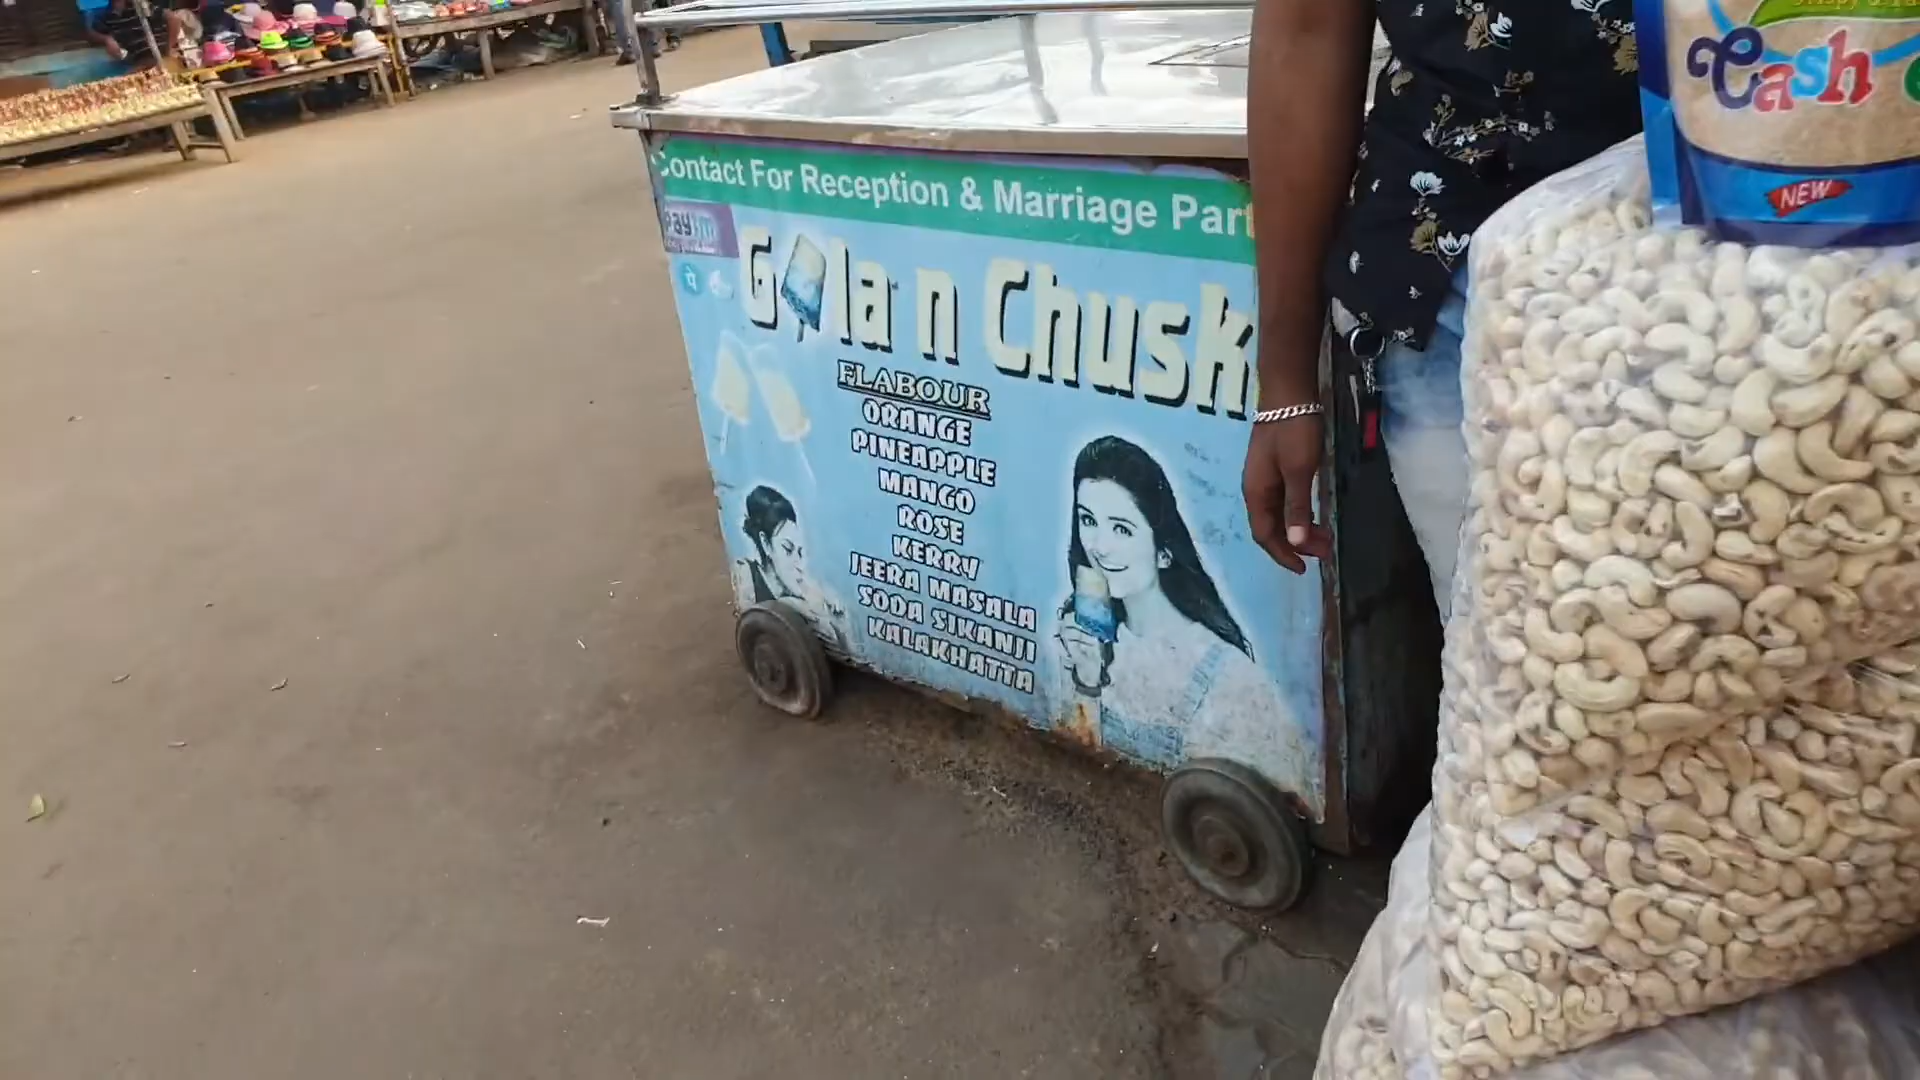 Contact For Reception & Marriage Part
Paytm
पे
Gola n Chusk
FLABOUR
ORANGE
PINEAPPLE
MANGO
ROSE
KERRY
JEERA MASALA
SODA SIKANJI
KALAKHATTA
Cash
NEW